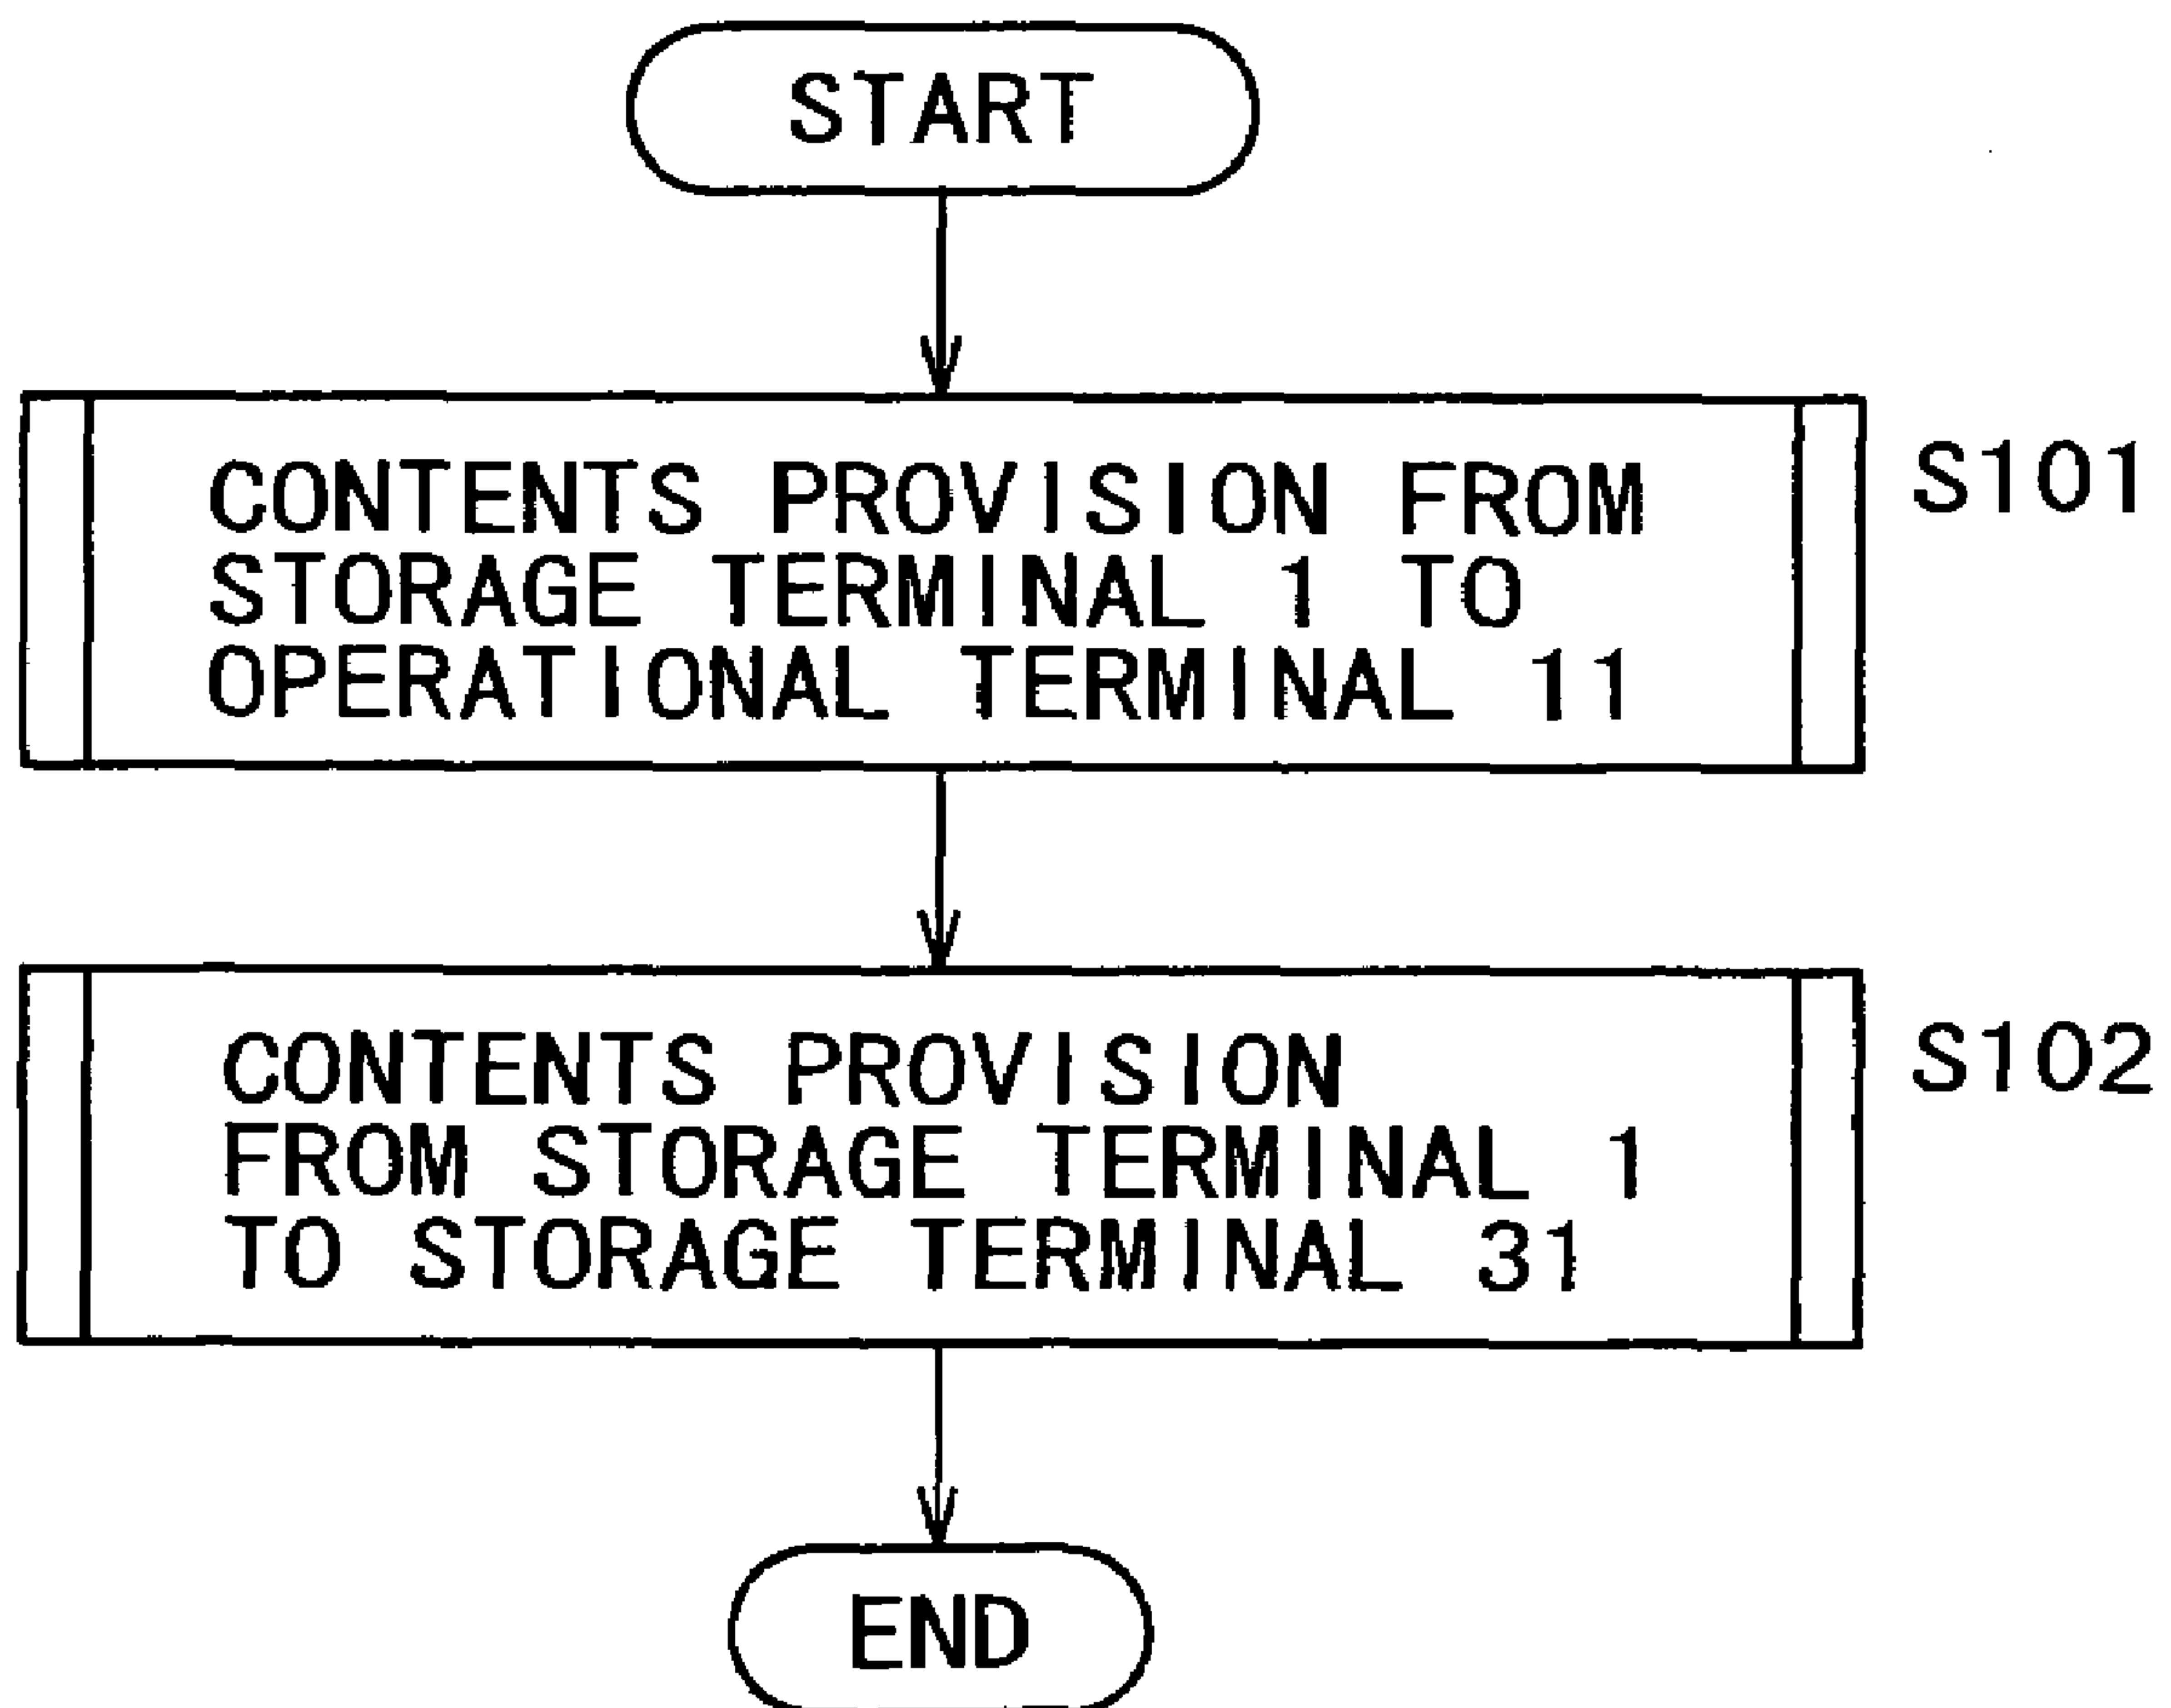 START
CONTENTS PROVISION FROM
STORAGE TERMINAL 1 TO
OPERATIONAL TERMINAL 11
S101
CONTENTS PROVISION
FROM STORAGE TERMINAL 1
TO STORAGE TERMINAL 31
S102
END